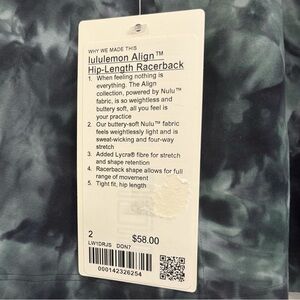 WHY WE MADE THIS
lululemon Align™
Hip-Length Racerback
1. When feeling nothing is
everything. The Align
collection, powered by Nulu™
fabric, is so weightless and
buttery soft, all you feel is
your practice
2. Our buttery-soft Nulu™ fabric
feels weightlessly light and is
sweat-wicking and four-way
stretch
3. Added Lycra® fibre for stretch
and shape retention
4. Racerback shape allows for full
range of movement
5. Tight fit, hip length
2 $58.00
LW1DRJS DON7
000142326254